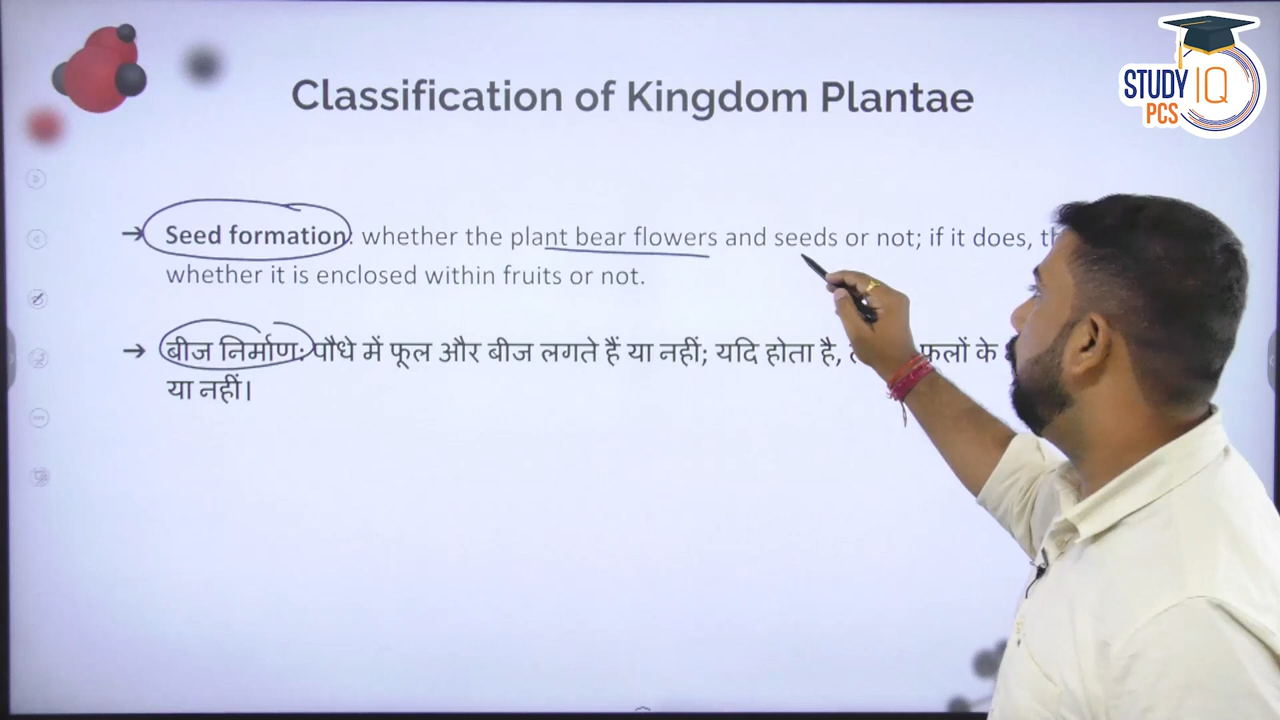 STUDY IQ
PCS
Classification of Kingdom Plantae
Seed formation: whether the plant bear flowers and seeds or not; if it does,
whether it is enclosed within fruits or not.
बीज निर्माण: पौधे में फूल और बीज लगते हैं या नहीं; यदि होता है, फलों के
या नहीं।